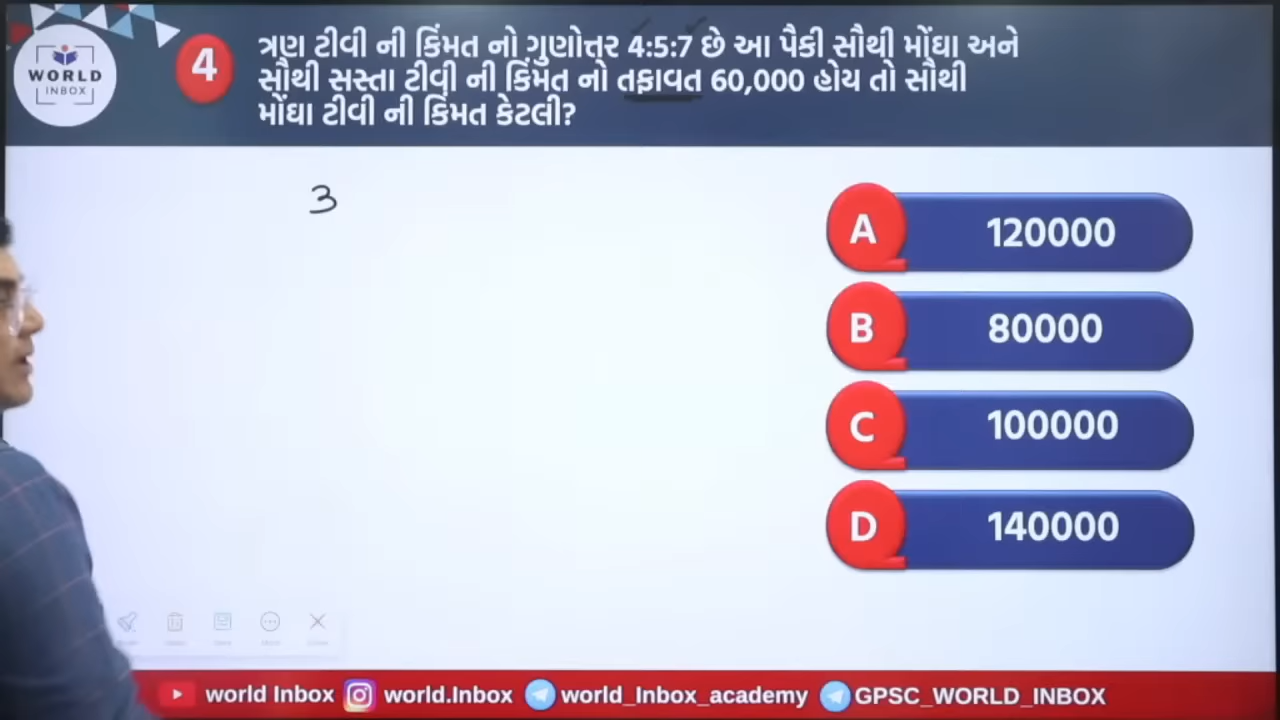 WORLD
INBOX
4
ત્રણ ટીવી ની કિંમત નો ગુણોત્તર 4:5:7 છે આ પૈકી સૌથી મોંઘા અને
સૌથી સસ્તા ટીવી ની કિંમત નો તફાવત 60,000 હોય તો સૌથી
મોંઘા ટીવી ની કિંમત કેટલી?
3
A 120000
B 80000
C 100000
D 140000
world Inbox world.Inbox world_Inbox_academy GPSC_WORLD_INBOX